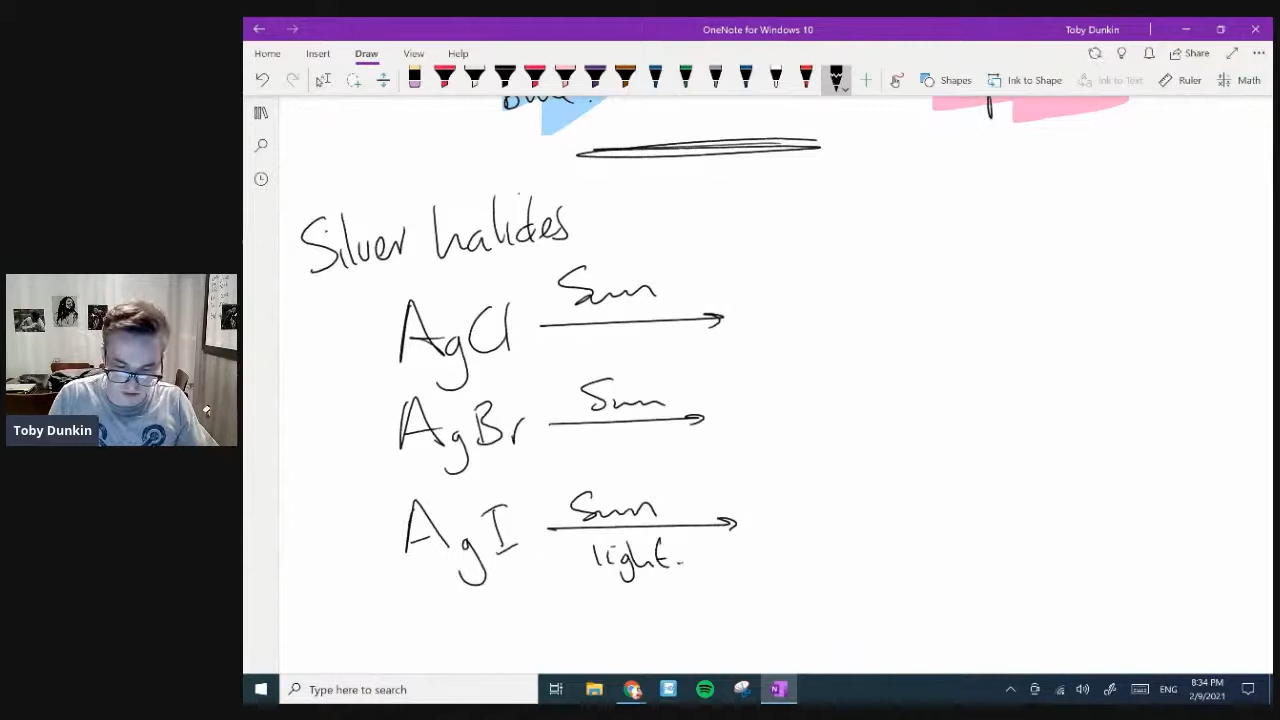 OneNote for Windows 10
Toby Dunkin
Home Insert Draw View Help
Share
Shapes Ink to Shape Ink to Text Ruler Math
Silver halides
AgCl Sun
AgBr Sun
AgI Sun
light.
Toby Dunkin
Type here to search
ENG
8:34 PM
2/9/2021